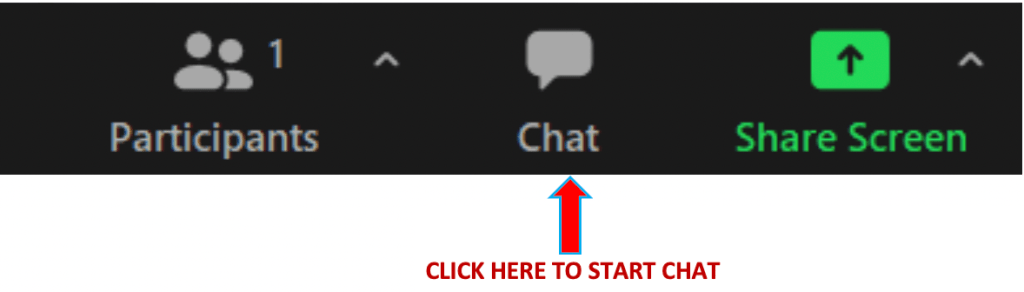 1
Participants Chat Share Screen
CLICK HERE TO START CHAT